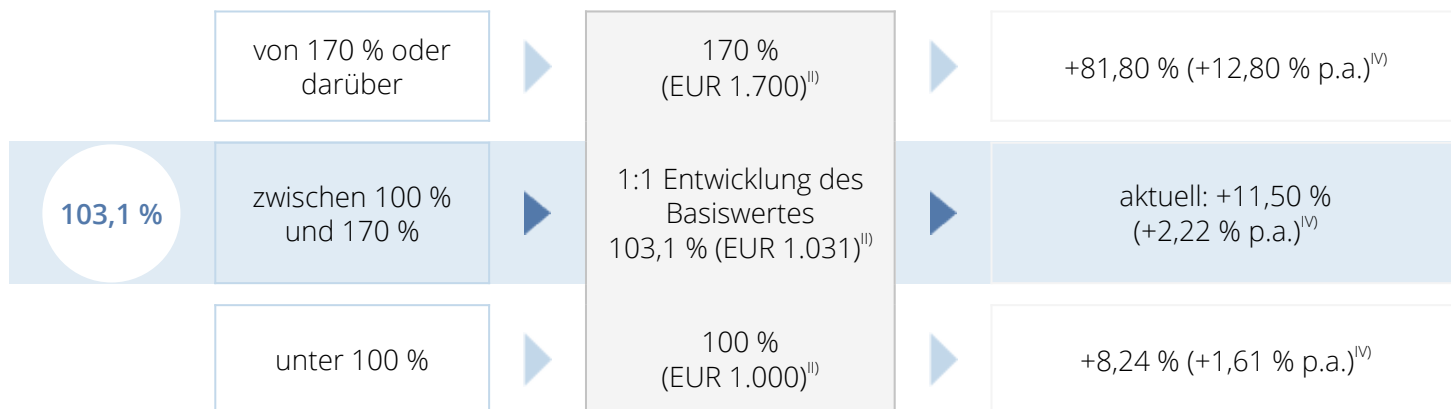 von 170 % oder
darüber
170 %
(EUR 1.700)II)
+81,80 % (+12,80 % p.a.)IV)
103,1 %
zwischen 100 %
und 170 %
1:1 Entwicklung des
Basiswertes
103,1 % (EUR 1.031)II)
aktuell: +11,50 %
(+2,22 % p.a.)IV)
unter 100 %
100 %
(EUR 1.000)II)
+8,24 % (+1,61 % p.a.)IV)